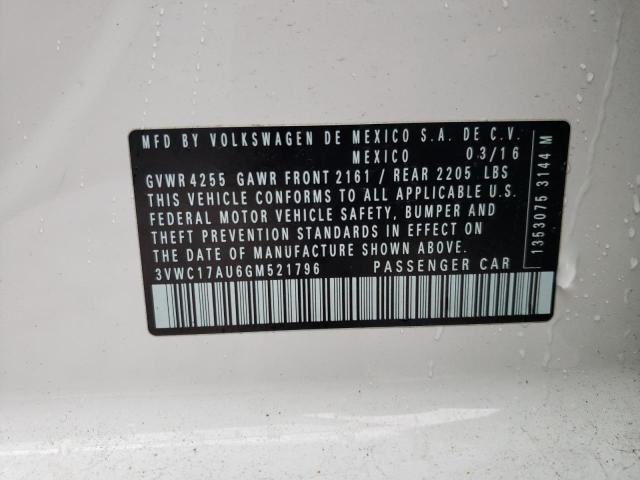 MFD BY VOLKSWAGEN DE MEXICO S.A. DE C.V.
MEXICO 03/16
GVWR 4255 GAWR FRONT 2161 / REAR 2205 LBS
THIS VEHICLE CONFORMS TO ALL APPLICABLE U.S.
FEDERAL MOTOR VEHICLE SAFETY, BUMPER AND
THEFT PREVENTION STANDARDS IN EFFECT ON
THE DATE OF MANUFACTURE SHOWN ABOVE.
3VWC17AU6GM521796 PASSENGER CAR
1353075 3144 M